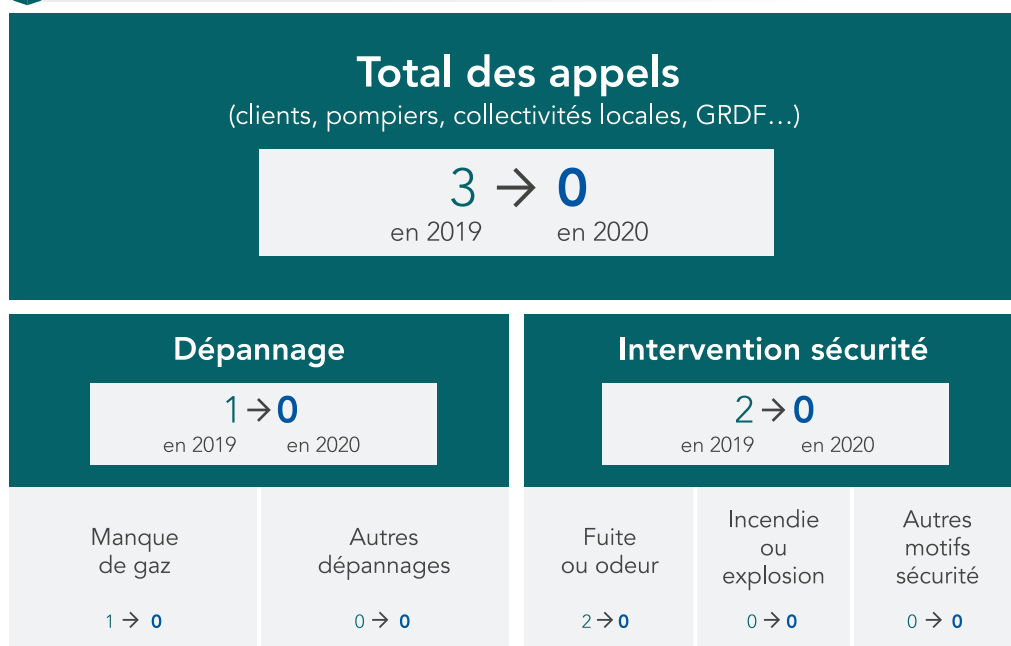 Total des appels
(clients, pompiers, collectivités locales, GRDF…)
3 → 0
en 2019 en 2020
Dépannage
1 → 0
en 2019 en 2020
Manque
de gaz
1 → 0
Autres
dépannages
0 → 0
Intervention sécurité
2 → 0
en 2019 en 2020
Fuite
ou odeur
2 → 0
Incendie
ou
explosion
0 → 0
Autres
motifs
sécurité
0 → 0